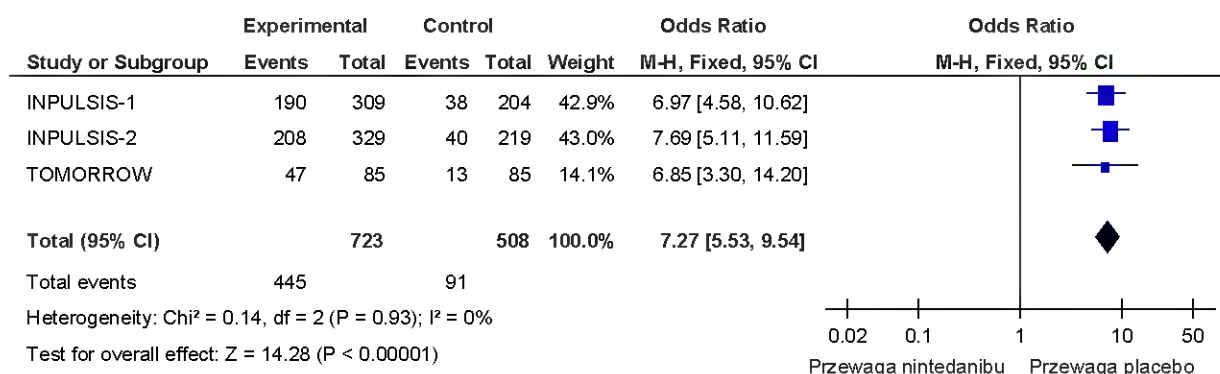 Experimental Control Odds Ratio Odds Ratio
Study or Subgroup Events Total Events Total Weight M-H, Fixed, 95% CI M-H, Fixed, 95% CI
INPULSIS-1 190 309 38 204 42.9% 6.97 [4.58, 10.62]
INPULSIS-2 208 329 40 219 43.0% 7.69 [5.11, 11.59]
TOMORROW 47 85 13 85 14.1% 6.85 [3.30, 14.20]
Total (95% CI) 723 508 100.0% 7.27 [5.53, 9.54]
Total events 445 91
Heterogeneity: Chi² = 0.14, df = 2 (P = 0.93); I² = 0%
Test for overall effect: Z = 14.28 (P < 0.00001)
0.02 0.1 1 10 50
Przewaga nintedanibu Przewaga placebo